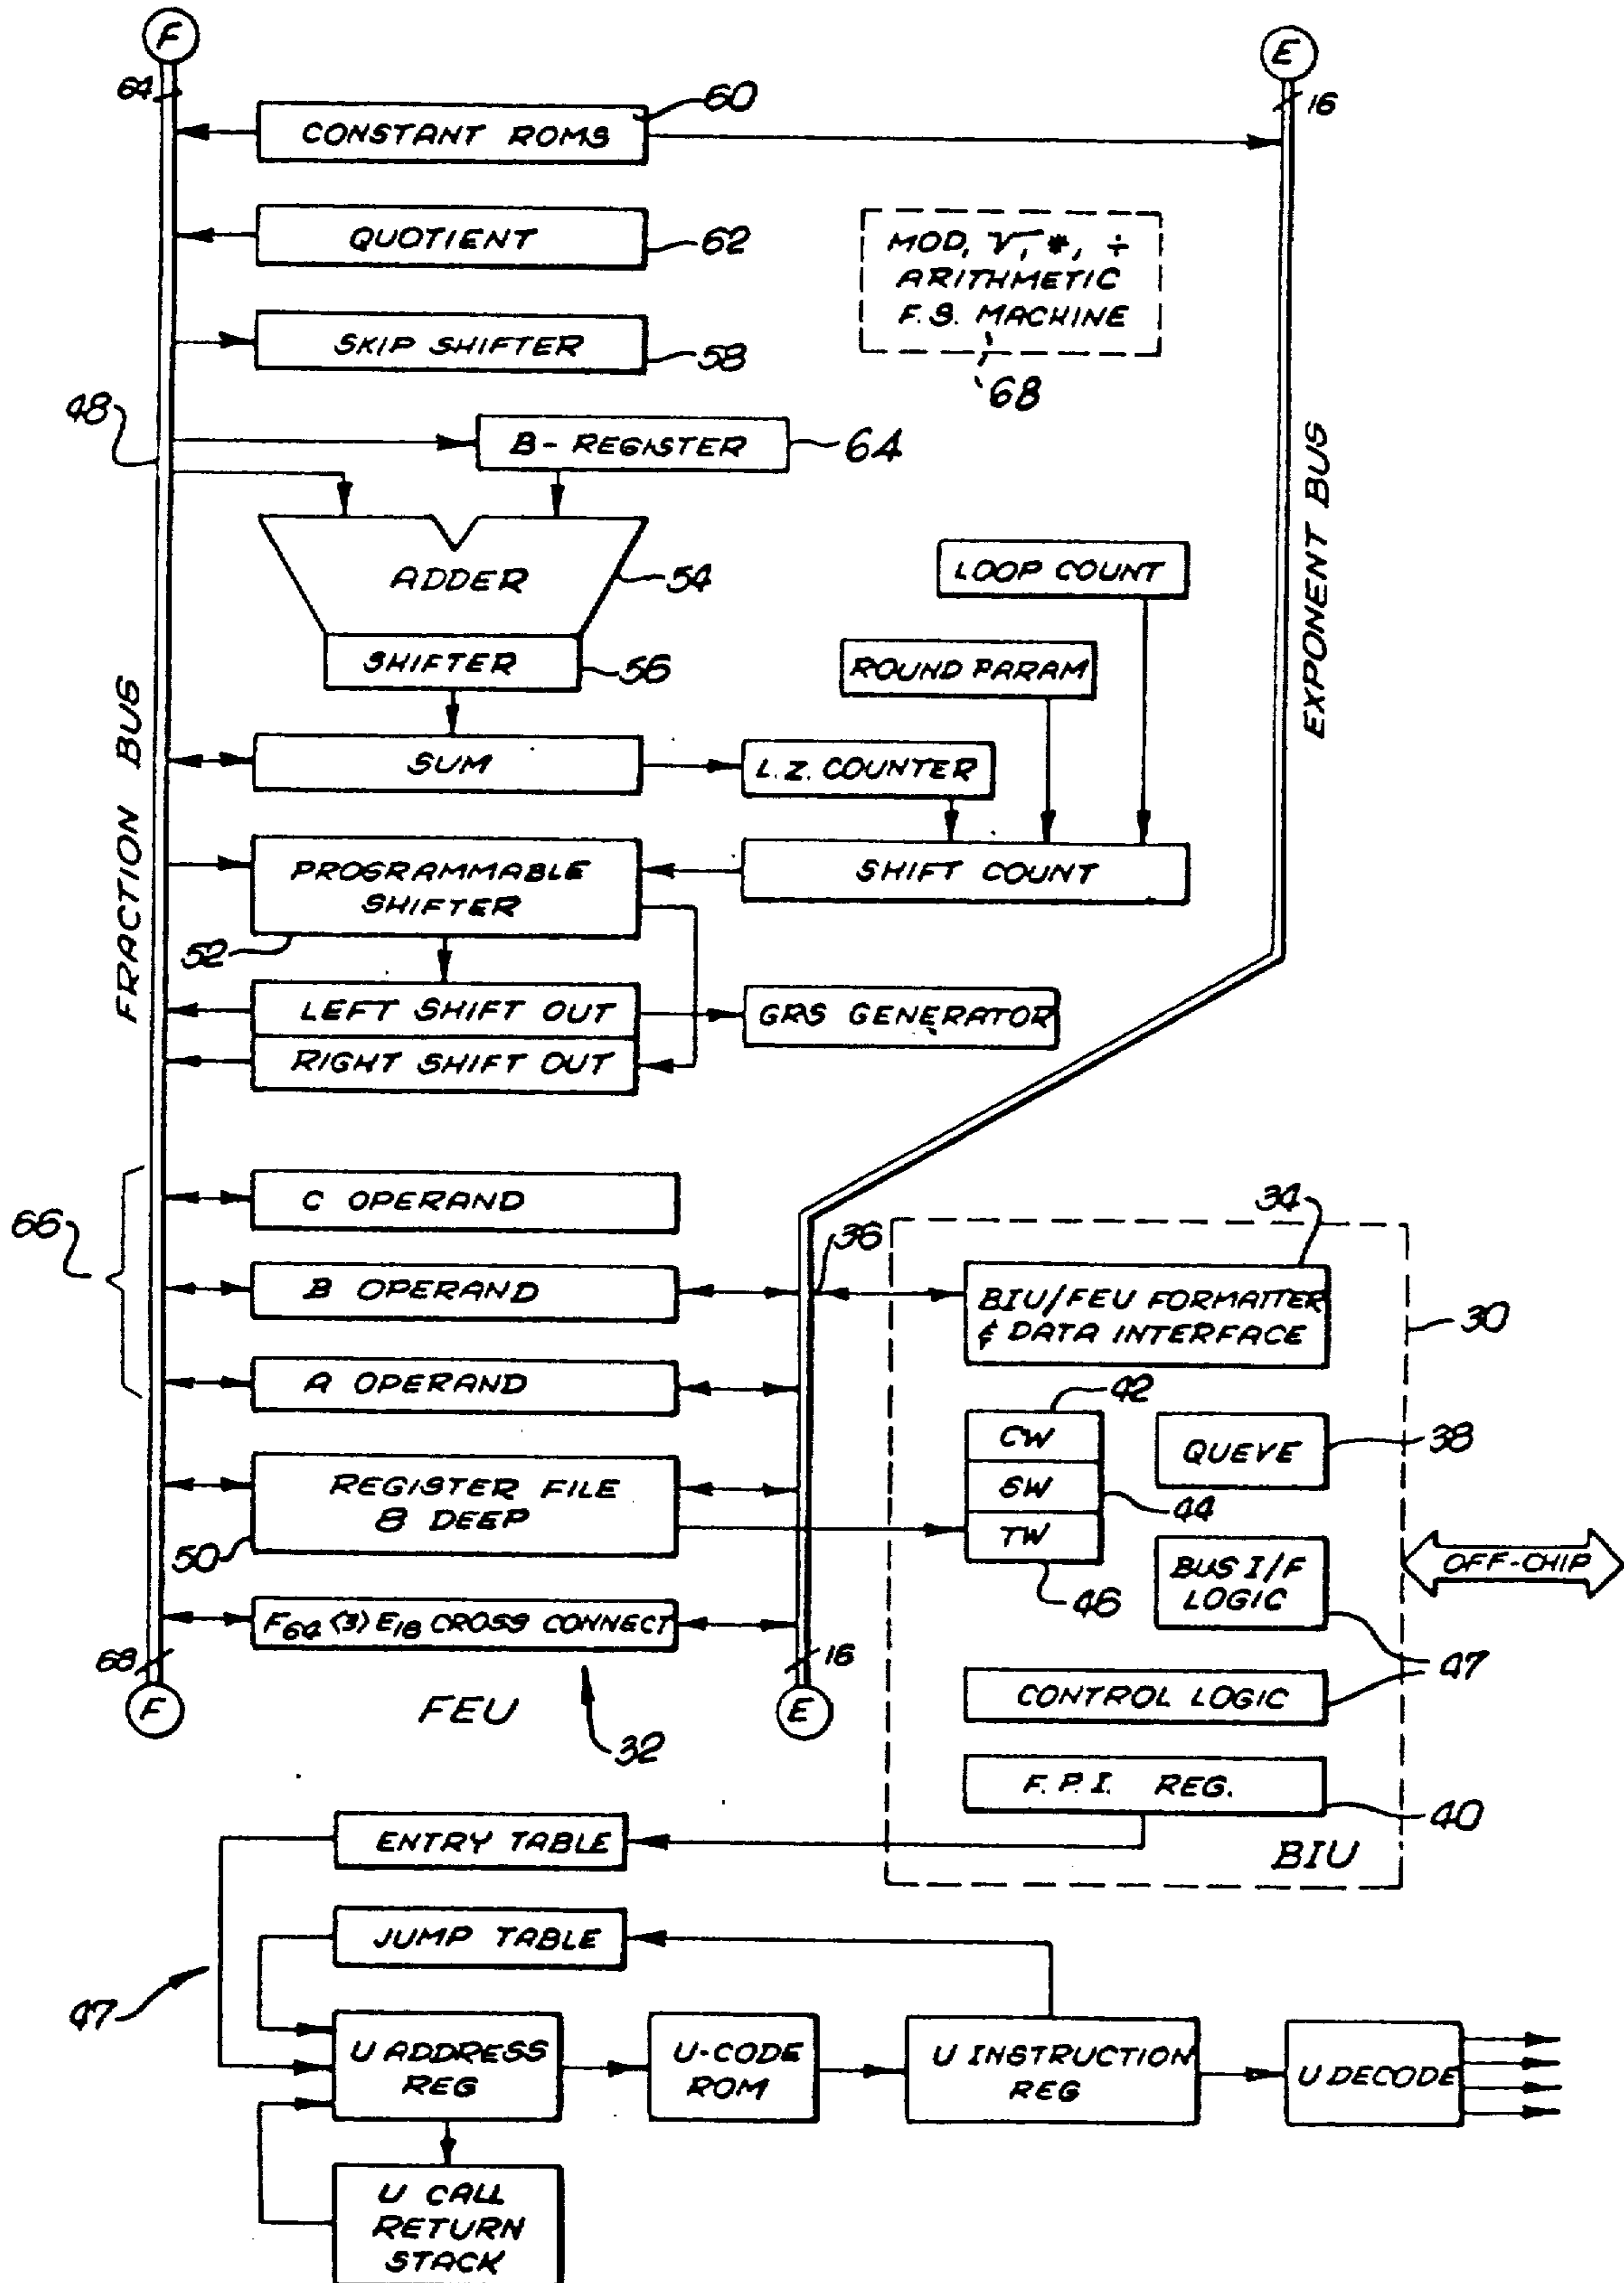 F
E
64
16
CONSTANT ROMS
60
QUOTIENT
62
MOD, √, *, ÷
ARITHMETIC
F.S. MACHINE
68
SKIP SHIFTER
58
48
B-REGISTER
64
ADDER
54
LOOP COUNT
EXPONENT BUS
SHIFTER
56
ROUND PARAM
FRACTION BUS
SUM
L.Z. COUNTER
PROGRAMMABLE
SHIFTER
52
SHIFT COUNT
LEFT SHIFT OUT
GRS GENERATOR
RIGHT SHIFT OUT
66
C OPERAND
B OPERAND
A OPERAND
36
34
BIU/FEU FORMATTER
& DATA INTERFACE
30
42
CW
SW
TW
44
46
QUEVE
38
REGISTER FILE
8 DEEP
50
BUS I/F
LOGIC
OFF-CHIP
F64 <3> E18 CROSS CONNECT
68
16
F
E
FEU
32
47
CONTROL LOGIC
F.P.I. REG.
40
BIU
ENTRY TABLE
JUMP TABLE
47
U ADDRESS
REG
U-CODE
ROM
U INSTRUCTION
REG
U DECODE
U CALL
RETURN
STACK